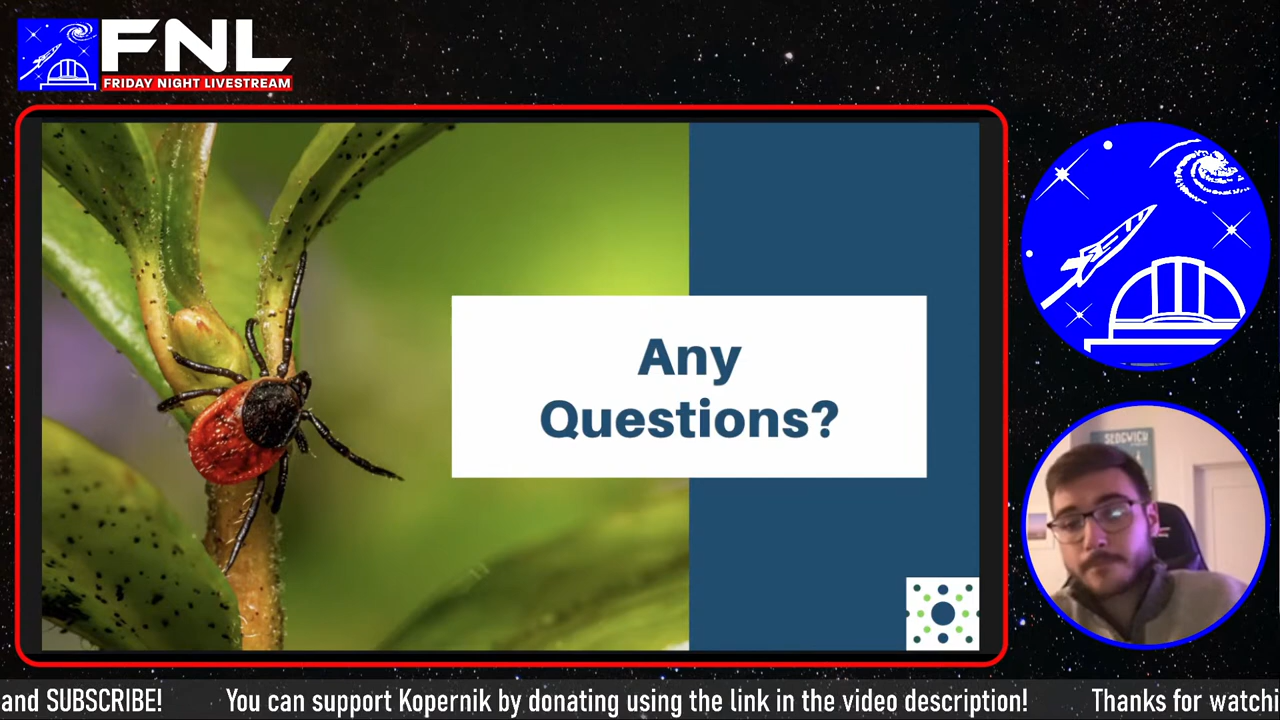 FNL
FRIDAY NIGHT LIVESTREAM
Any
Questions?
SEDGWICK
and SUBSCRIBE! You can support Kopernik by donating using the link in the video description! Thanks for watchi